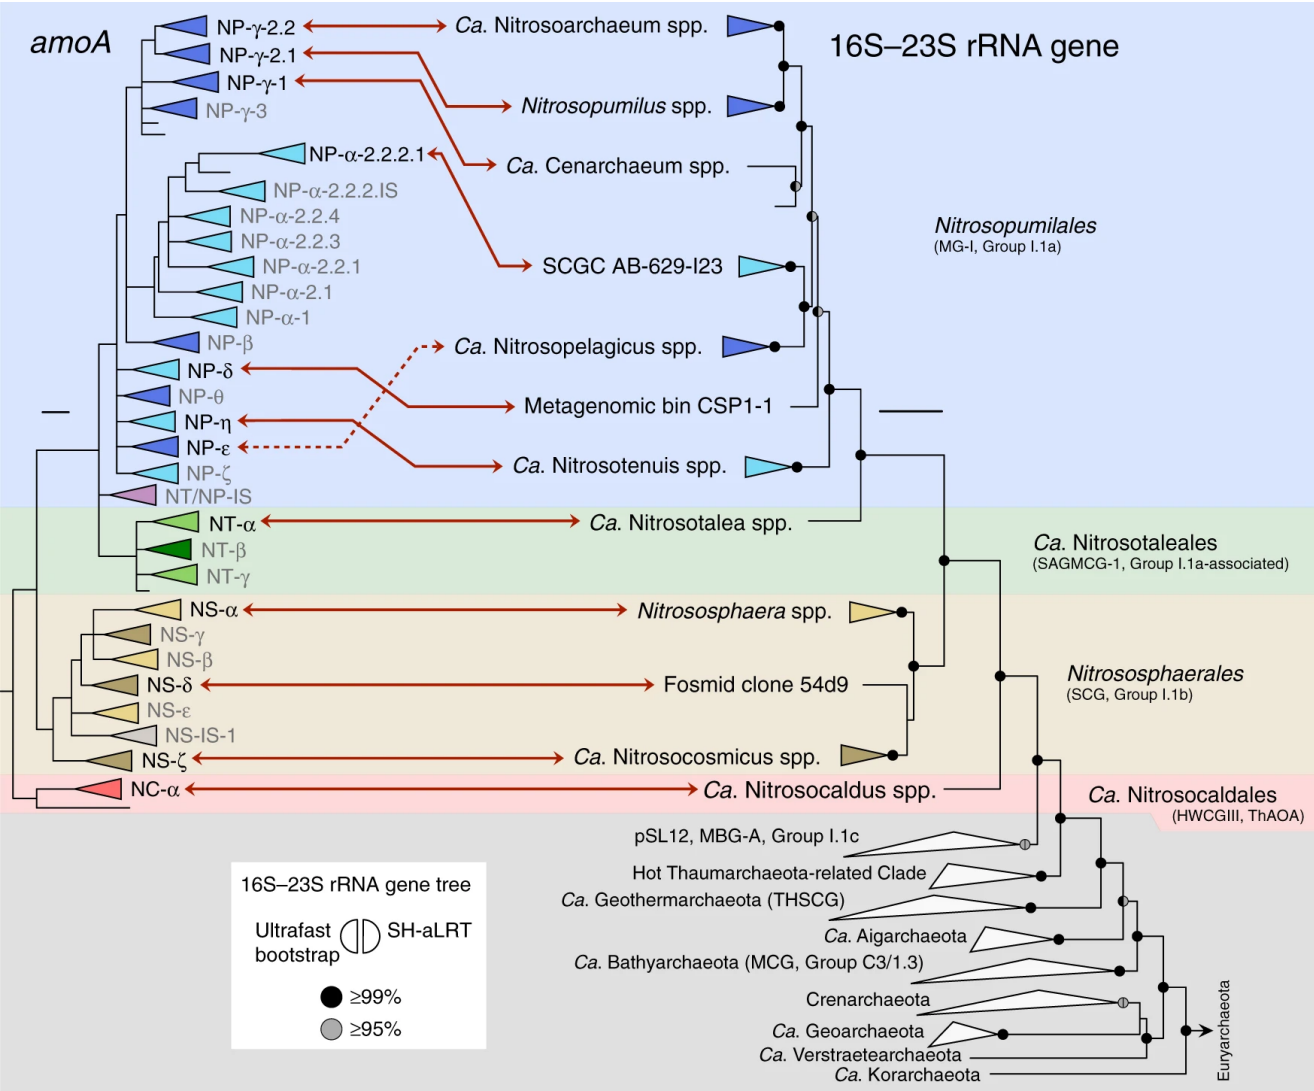 amoA
16S–23S rRNA gene
NP-γ-2.2
NP-γ-2.1
NP-γ-1
NP-γ-3
NP-α-2.2.2.1
NP-α-2.2.2.IS
NP-α-2.2.4
NP-α-2.2.3
NP-α-2.2.1
NP-α-2.1
NP-α-1
NP-β
NP-δ
NP-θ
NP-η
NP-ε
NP-ζ
NT/NP-IS
NT-α
NT-β
NT-γ
NS-α
NS-γ
NS-β
NS-δ
NS-ε
NS-IS-1
NS-ζ
NC-α
Ca. Nitrosoarchaeum spp.
Nitrosopumilus spp.
Ca. Cenarchaeum spp.
SCGC AB-629-I23
Ca. Nitrosopelagicus spp.
Metagenomic bin CSP1-1
Ca. Nitrosotenuis spp.
Ca. Nitrosotalea spp.
Nitrososphaera spp.
Fosmid clone 54d9
Ca. Nitrosocosmicus spp.
Ca. Nitrosocaldus spp.
Nitrosopumilales
(MG-I, Group I.1a)
Ca. Nitrosotaleales
(SAGMCG-1, Group I.1a-associated)
Nitrososphaerales
(SCG, Group I.1b)
Ca. Nitrosocaldales
(HWCGIII, ThAOA)
pSL12, MBG-A, Group I.1c
Hot Thaumarchaeota-related Clade
Ca. Geothermarchaeota (THSCG)
Ca. Aigarchaeota
Ca. Bathyarchaeota (MCG, Group C3/1.3)
Crenarchaeota
Ca. Geoarchaeota
Ca. Verstraetearchaeota
Ca. Korarchaeota
Euryarchaeota
16S–23S rRNA gene tree
Ultrafast
bootstrap
SH-aLRT
≥99%
≥95%